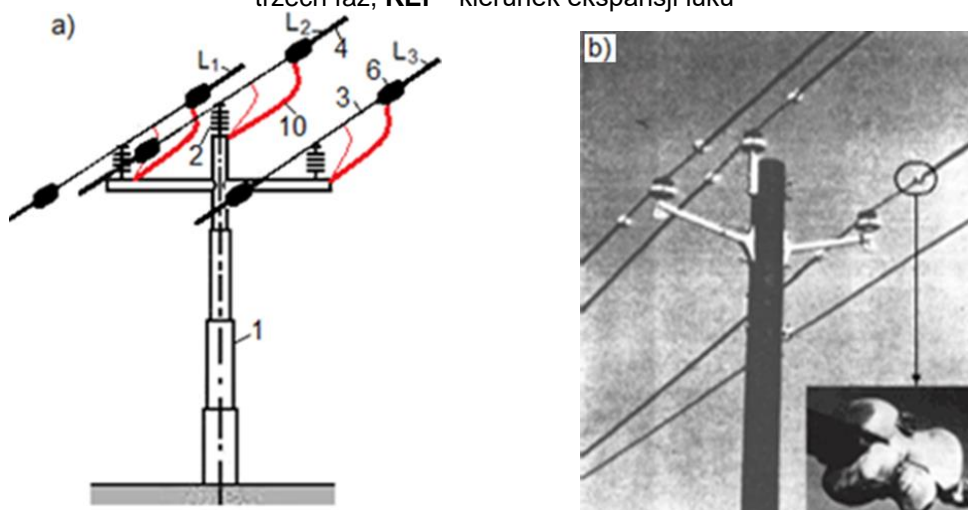 trzech faz, KEŁ – kierunek ekspansji łuku
a)
L₂
4
L₁
L₃
6
3
10
2
1
b)